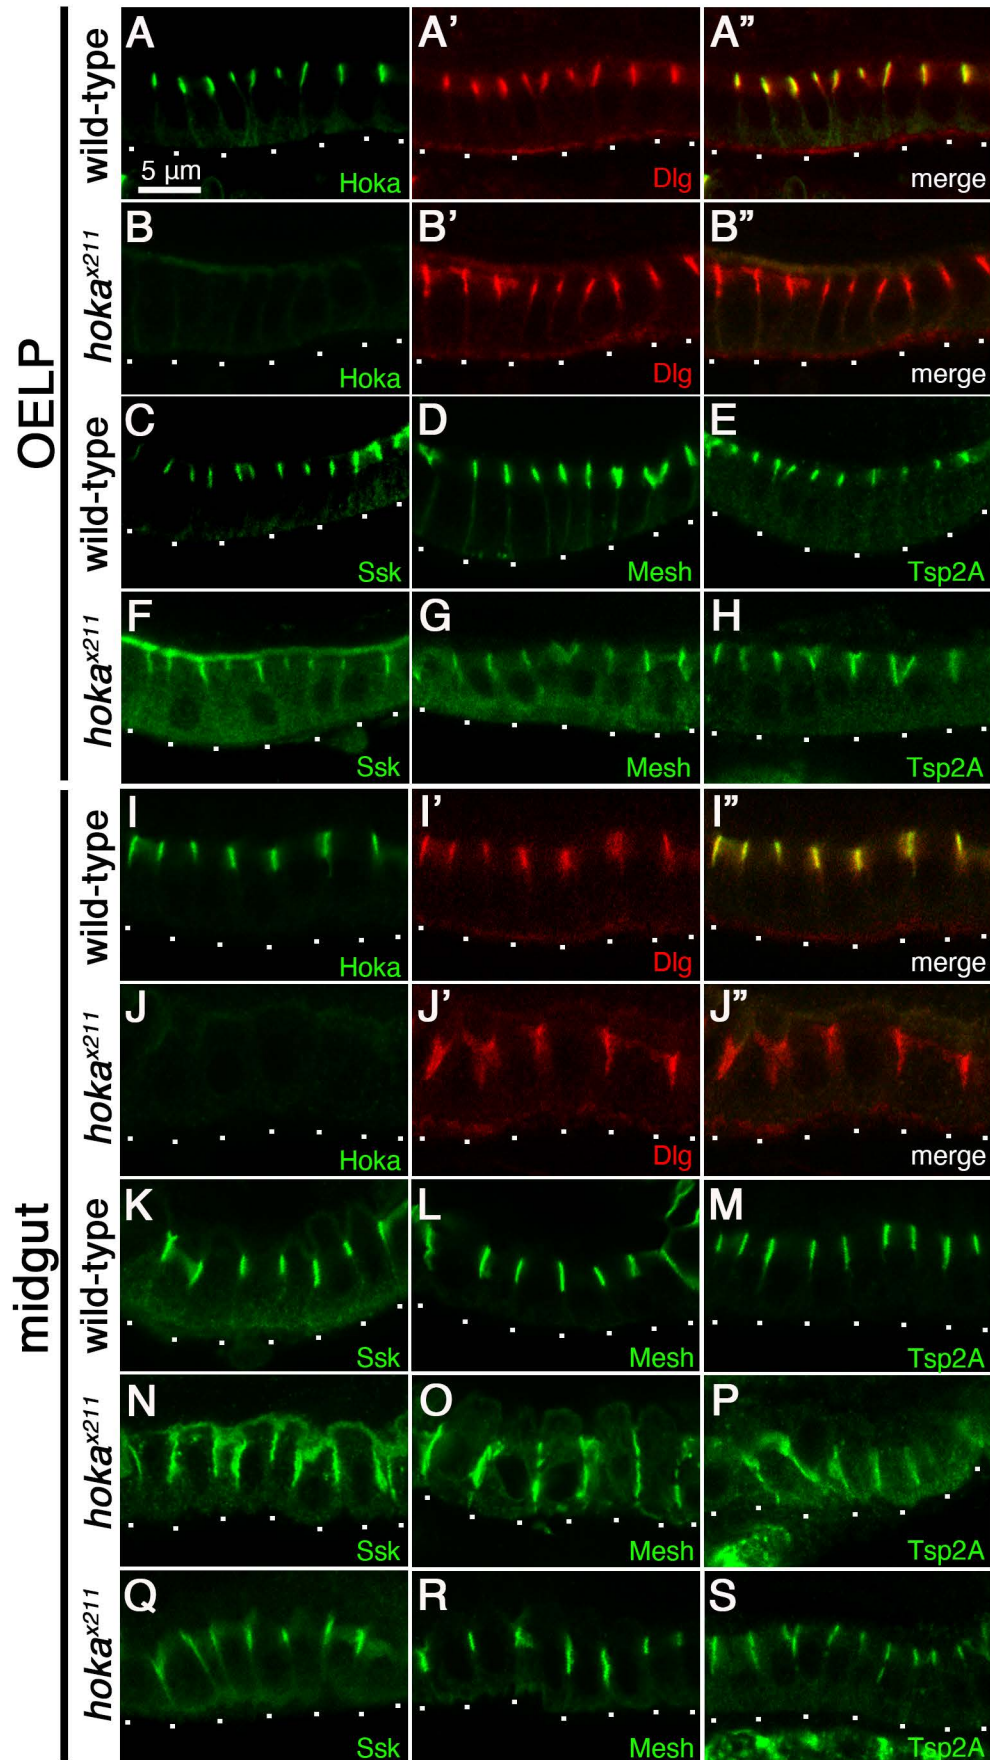 OELP
wild-type
A
A’
A”
5 µm
Hoka
Dlg
merge
hoka^x211
B
B’
B”
Hoka
Dlg
merge
wild-type
C
D
E
Ssk
Mesh
Tsp2A
hoka^x211
F
G
H
Ssk
Mesh
Tsp2A
midgut
wild-type
I
I’
I”
Hoka
Dlg
merge
hoka^x211
J
J’
J”
Hoka
Dlg
merge
wild-type
K
L
M
Ssk
Mesh
Tsp2A
hoka^x211
N
O
P
Ssk
Mesh
Tsp2A
hoka^x211
Q
R
S
Ssk
Mesh
Tsp2A